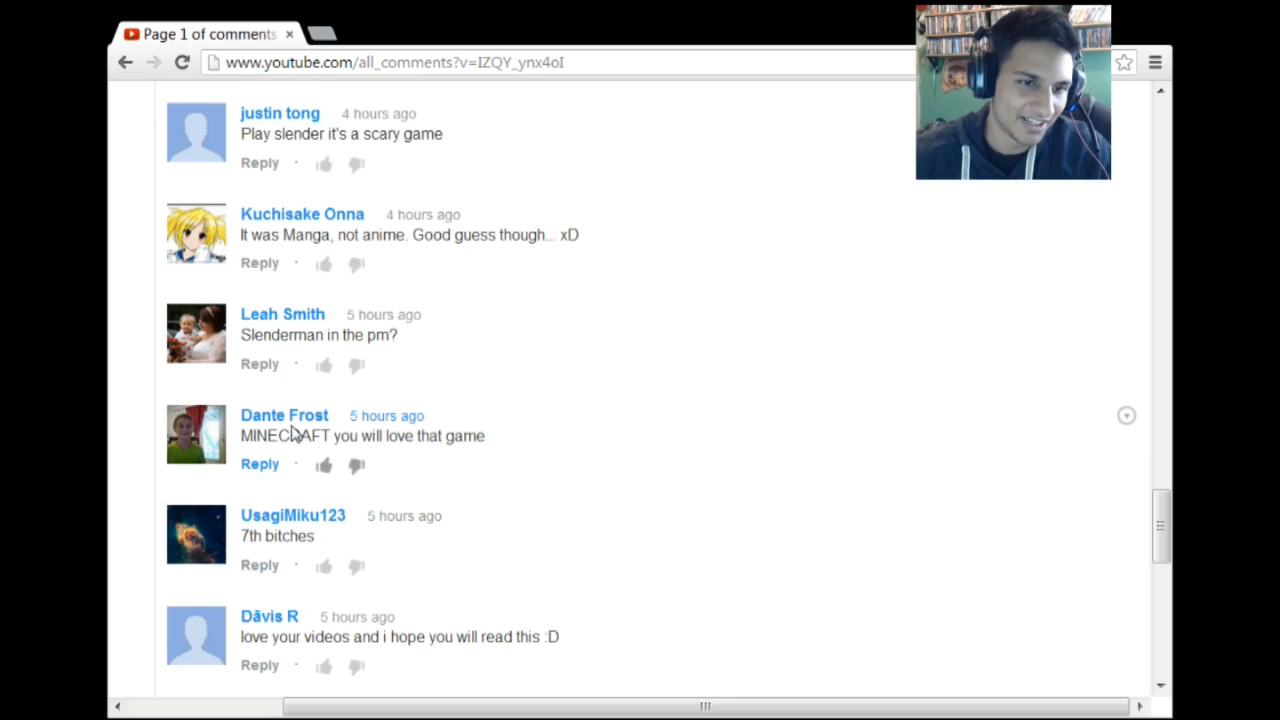 Page 1 of comments
www.youtube.com/all_comments?v=IZQY_ynx4oI
justin tong 4 hours ago
Play slender it's a scary game
Reply
Kuchisake Onna 4 hours ago
It was Manga, not anime. Good guess though... xD
Reply
Leah Smith 5 hours ago
Slenderman in the pm?
Reply
Dante Frost 5 hours ago
MINECRAFT you will love that game
Reply
UsagiMiku123 5 hours ago
7th bitches
Reply
Dāvis R 5 hours ago
love your videos and i hope you will read this :D
Reply